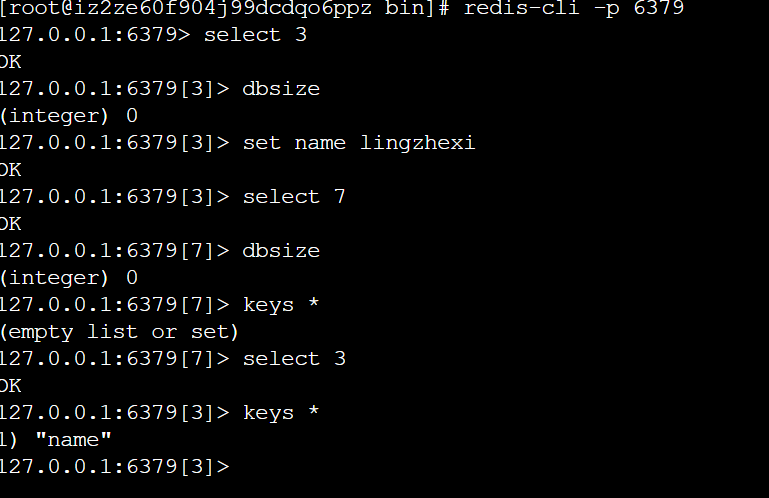 [root@iz2ze60f904j99dcdqo6ppz bin]# redis-cli -p 6379
127.0.0.1:6379> select 3
OK
127.0.0.1:6379[3]> dbsize
(integer) 0
127.0.0.1:6379[3]> set name lingzhexi
OK
127.0.0.1:6379[3]> select 7
OK
127.0.0.1:6379[7]> dbsize
(integer) 0
127.0.0.1:6379[7]> keys *
(empty list or set)
127.0.0.1:6379[7]> select 3
OK
127.0.0.1:6379[3]> keys *
1) "name"
127.0.0.1:6379[3]>